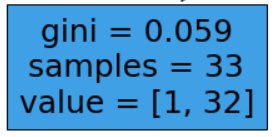 gini = 0.059
samples = 33
value = [1, 32]